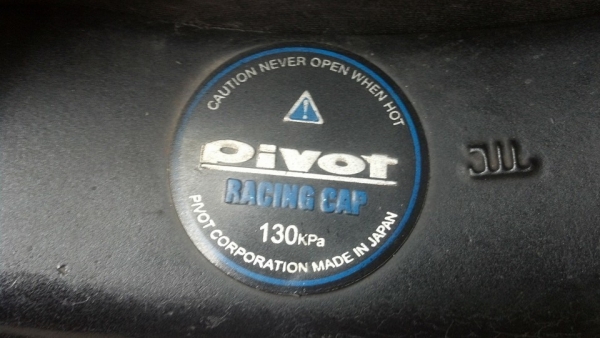 CAUTION NEVER OPEN WHEN HOT
!
Pivot
RACING CAP
130KPa
PIVOT CORPORATION MADE IN JAPAN